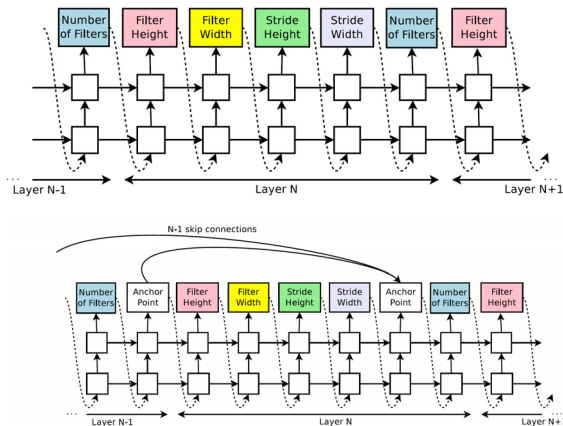 Number of Filters
Filter Height
Filter Width
Stride Height
Stride Width
Number of Filters
Filter Height
... Layer N-1
Layer N
Layer N+1 ...
N-1 skip connections
Number of Filters
Anchor Point
Filter Height
Filter Width
Stride Height
Stride Width
Anchor Point
Number of Filters
Filter Height
... Layer N-1
Layer N
Layer N+1 ...